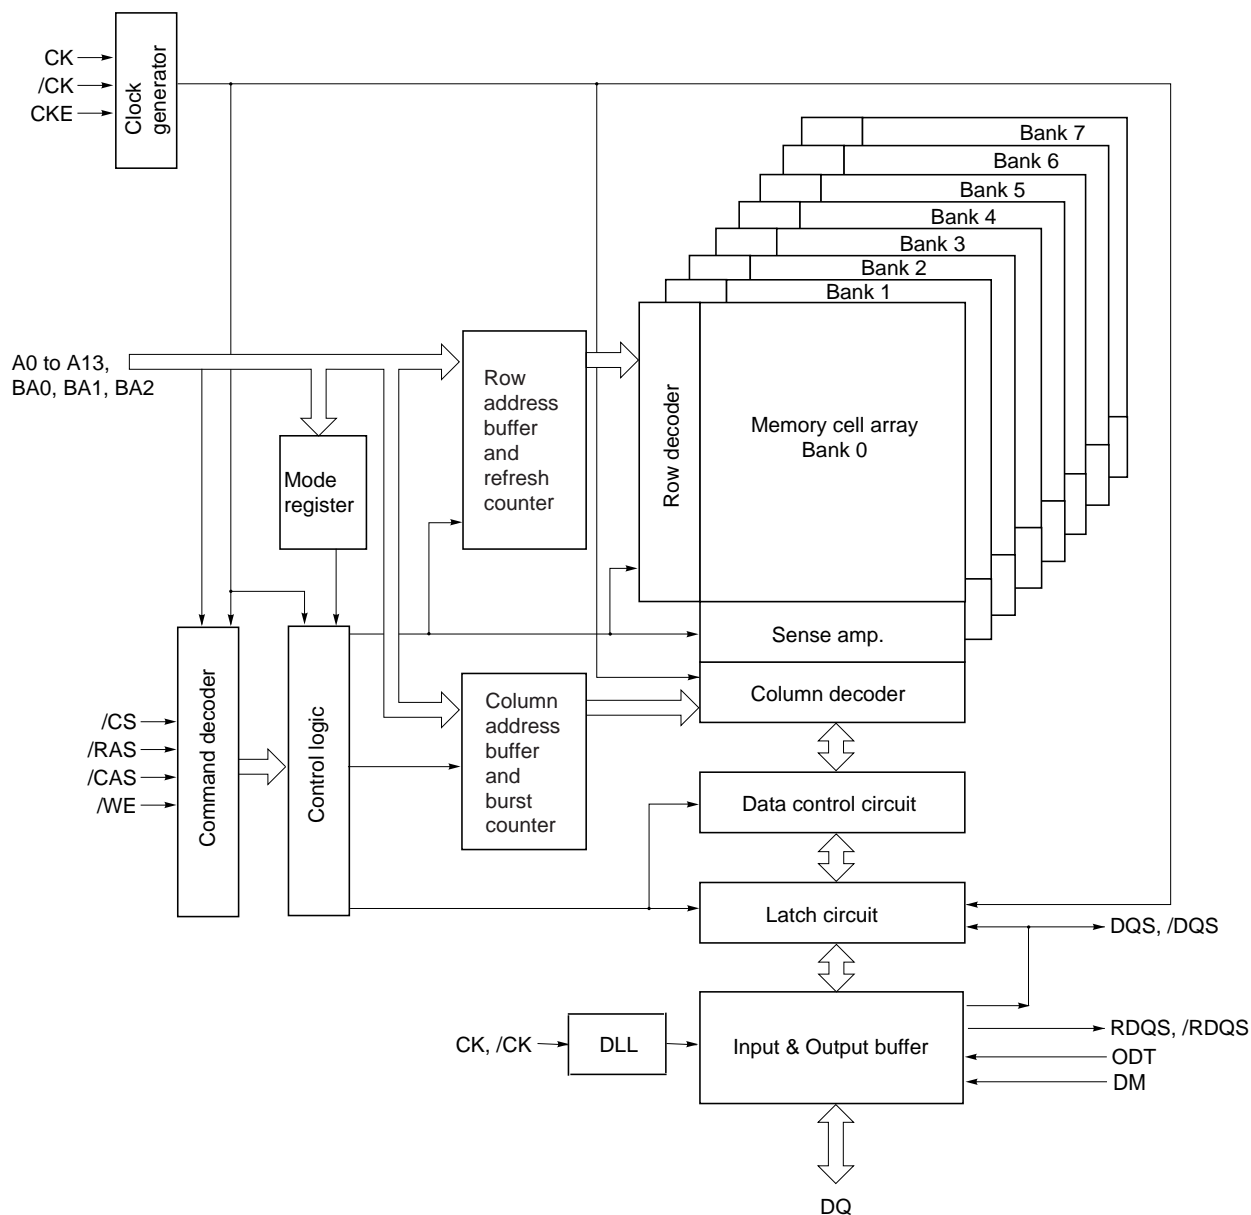 CK
/CK
CKE
Clock
generator
Bank 7
Bank 6
Bank 5
Bank 4
Bank 3
Bank 2
Bank 1
A0 to A13,
BA0, BA1, BA2
Row
address
buffer
and
refresh
counter
Row decoder
Memory cell array
Bank 0
Mode
register
Sense amp.
Column decoder
/CS
/RAS
/CAS
/WE
Command decoder
Control logic
Column
address
buffer
and
burst
counter
Data control circuit
Latch circuit
DQS, /DQS
CK, /CK
DLL
Input & Output buffer
RDQS, /RDQS
ODT
DM
DQ